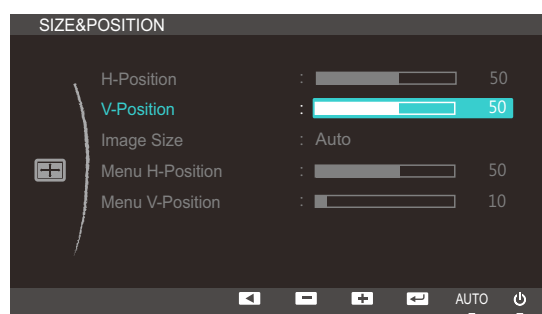 SIZE&POSITION
H-Position : 50
V-Position : 50
Image Size : Auto
Menu H-Position : 50
Menu V-Position : 10
AUTO